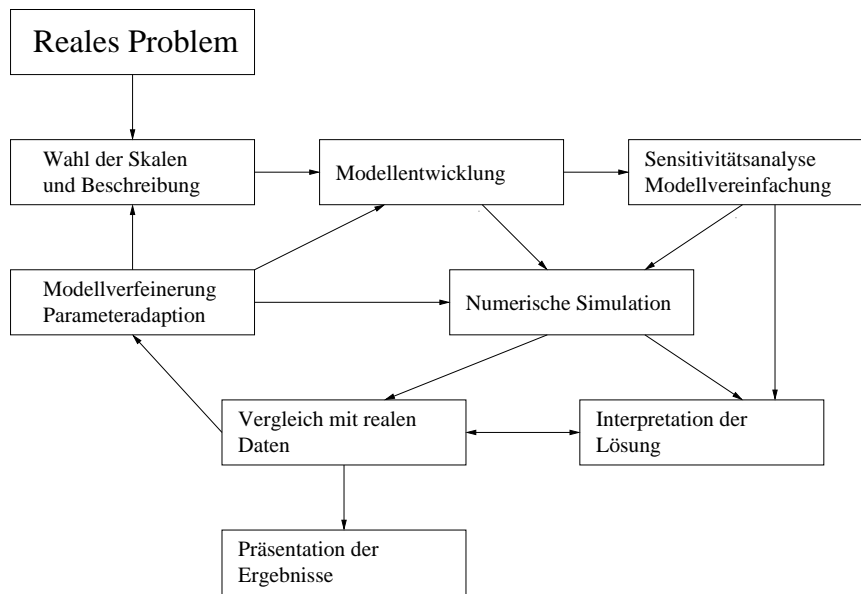 Reales Problem
Wahl der Skalen
und Beschreibung
Modellentwicklung
Sensitivitätsanalyse
Modellvereinfachung
Modellverfeinerung
Parameteradaption
Numerische Simulation
Vergleich mit realen
Daten
Interpretation der
Lösung
Präsentation der
Ergebnisse